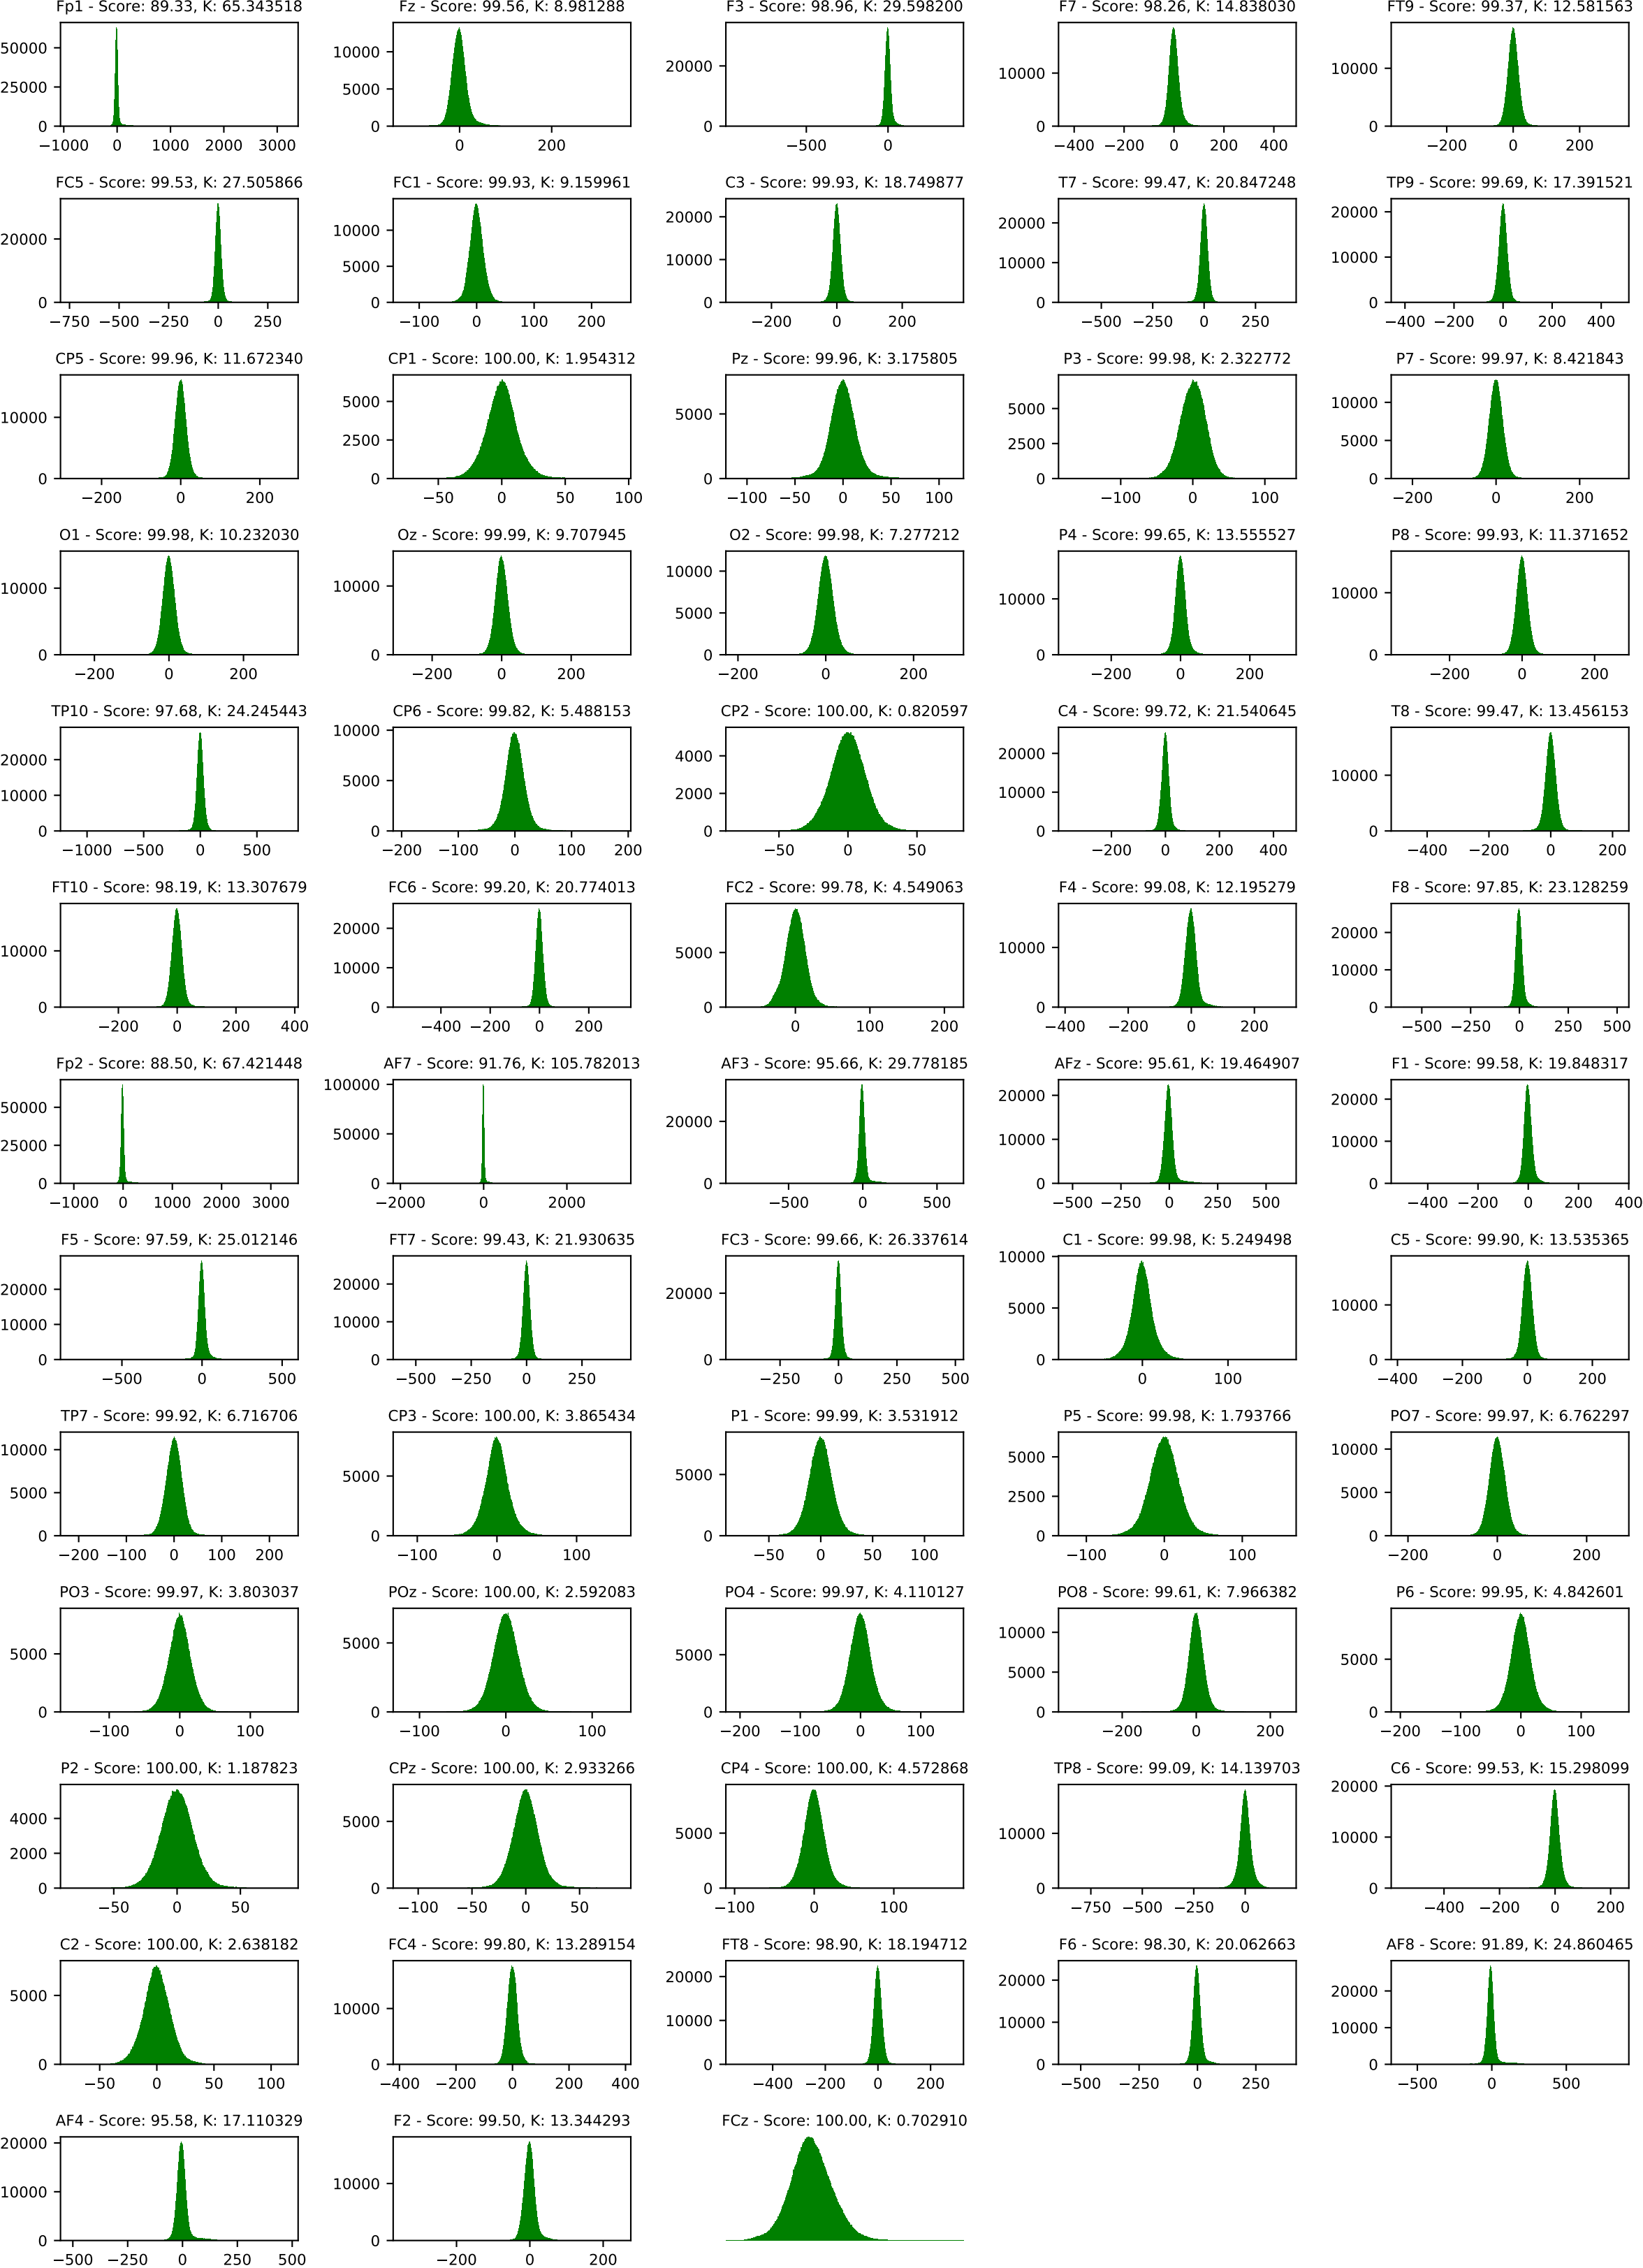 Fp1 - Score: 89.33, K: 65.343518
50000
25000
0
−1000 0 1000 2000 3000
Fz - Score: 99.56, K: 8.981288
10000
5000
0
0 200
F3 - Score: 98.96, K: 29.598200
20000
0
−500 0
F7 - Score: 98.26, K: 14.838030
10000
0
−400 −200 0 200 400
FT9 - Score: 99.37, K: 12.581563
10000
0
−200 0 200
FC5 - Score: 99.53, K: 27.505866
20000
0
−750 −500 −250 0 250
FC1 - Score: 99.93, K: 9.159961
10000
5000
0
−100 0 100 200
C3 - Score: 99.93, K: 18.749877
20000
10000
0
−200 0 200
T7 - Score: 99.47, K: 20.847248
20000
10000
0
−500 −250 0 250
TP9 - Score: 99.69, K: 17.391521
20000
10000
0
−400 −200 0 200 400
CP5 - Score: 99.96, K: 11.672340
10000
0
−200 0 200
CP1 - Score: 100.00, K: 1.954312
5000
2500
0
−50 0 50 100
Pz - Score: 99.96, K: 3.175805
5000
0
−100 −50 0 50 100
P3 - Score: 99.98, K: 2.322772
5000
2500
0
−100 0 100
P7 - Score: 99.97, K: 8.421843
10000
5000
0
−200 0 200
O1 - Score: 99.98, K: 10.232030
10000
0
−200 0 200
Oz - Score: 99.99, K: 9.707945
10000
0
−200 0 200
O2 - Score: 99.98, K: 7.277212
10000
5000
0
−200 0 200
P4 - Score: 99.65, K: 13.555527
10000
0
−200 0 200
P8 - Score: 99.93, K: 11.371652
10000
0
−200 0 200
TP10 - Score: 97.68, K: 24.245443
20000
10000
0
−1000 −500 0 500
CP6 - Score: 99.82, K: 5.488153
10000
5000
0
−200 −100 0 100 200
CP2 - Score: 100.00, K: 0.820597
4000
2000
0
−50 0 50
C4 - Score: 99.72, K: 21.540645
20000
10000
0
−200 0 200 400
T8 - Score: 99.47, K: 13.456153
10000
0
−400 −200 0 200
FT10 - Score: 98.19, K: 13.307679
10000
0
−200 0 200 400
FC6 - Score: 99.20, K: 20.774013
20000
10000
0
−400 −200 0 200
FC2 - Score: 99.78, K: 4.549063
5000
0
0 100 200
F4 - Score: 99.08, K: 12.195279
10000
0
−400 −200 0 200
F8 - Score: 97.85, K: 23.128259
20000
10000
0
−500 −250 0 250 500
Fp2 - Score: 88.50, K: 67.421448
50000
25000
0
−1000 0 1000 2000 3000
AF7 - Score: 91.76, K: 105.782013
100000
50000
0
−2000 0 2000
AF3 - Score: 95.66, K: 29.778185
20000
0
−500 0 500
AFz - Score: 95.61, K: 19.464907
20000
10000
0
−500 −250 0 250 500
F1 - Score: 99.58, K: 19.848317
20000
10000
0
−400 −200 0 200 400
F5 - Score: 97.59, K: 25.012146
20000
10000
0
−500 0 500
FT7 - Score: 99.43, K: 21.930635
20000
10000
0
−500 −250 0 250
FC3 - Score: 99.66, K: 26.337614
20000
0
−250 0 250 500
C1 - Score: 99.98, K: 5.249498
10000
5000
0
0 100
C5 - Score: 99.90, K: 13.535365
10000
0
−400 −200 0 200
TP7 - Score: 99.92, K: 6.716706
10000
5000
0
−200 −100 0 100 200
CP3 - Score: 100.00, K: 3.865434
5000
0
−100 0 100
P1 - Score: 99.99, K: 3.531912
5000
0
−50 0 50 100
P5 - Score: 99.98, K: 1.793766
5000
2500
0
−100 0 100
PO7 - Score: 99.97, K: 6.762297
10000
5000
0
−200 0 200
PO3 - Score: 99.97, K: 3.803037
5000
0
−100 0 100
POz - Score: 100.00, K: 2.592083
5000
0
−100 0 100
PO4 - Score: 99.97, K: 4.110127
5000
0
−200 −100 0 100
PO8 - Score: 99.61, K: 7.966382
10000
5000
0
−200 0 200
P6 - Score: 99.95, K: 4.842601
5000
0
−200 −100 0 100
P2 - Score: 100.00, K: 1.187823
4000
2000
0
−50 0 50
CPz - Score: 100.00, K: 2.933266
5000
0
−100 −50 0 50
CP4 - Score: 100.00, K: 4.572868
5000
0
−100 0 100
TP8 - Score: 99.09, K: 14.139703
10000
0
−750 −500 −250 0
C6 - Score: 99.53, K: 15.298099
20000
10000
0
−400 −200 0 200
C2 - Score: 100.00, K: 2.638182
5000
0
−50 0 50 100
FC4 - Score: 99.80, K: 13.289154
10000
0
−400 −200 0 200 400
FT8 - Score: 98.90, K: 18.194712
20000
10000
0
−400 −200 0 200
F6 - Score: 98.30, K: 20.062663
20000
10000
0
−500 −250 0 250
AF8 - Score: 91.89, K: 24.860465
20000
10000
0
−500 0 500
AF4 - Score: 95.58, K: 17.110329
20000
10000
0
−500 −250 0 250 500
F2 - Score: 99.50, K: 13.344293
10000
0
−200 0 200
FCz - Score: 100.00, K: 0.702910